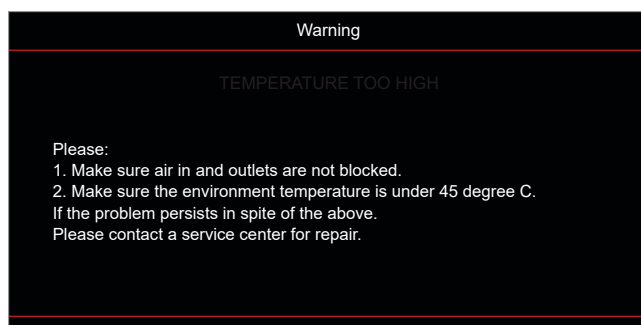 Warning
TEMPERATURE TOO HIGH
Please:
1. Make sure air in and outlets are not blocked.
2. Make sure the environment temperature is under 45 degree C.
If the problem persists in spite of the above.
Please contact a service center for repair.